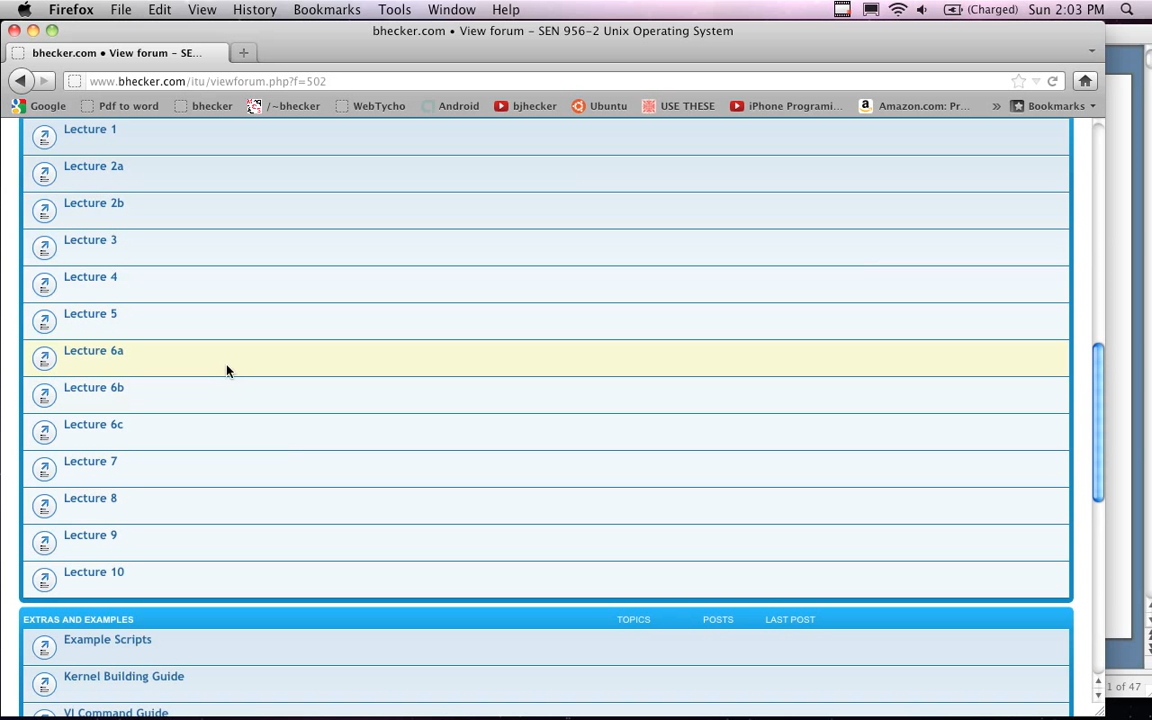 Firefox File Edit View History Bookmarks Tools Window Help (Charged) Sun 2:03 PM
bhecker.com • View forum – SEN 956-2 Unix Operating System
bhecker.com • View forum – SE...
www.bhecker.com/itu/viewforum.php?f=502
Google Pdf to word bhecker /~bhecker WebTycho Android bjhecker Ubuntu USE THESE iPhone Programi... Amazon.com: Pr... » Bookmarks
Lecture 1
Lecture 2a
Lecture 2b
Lecture 3
Lecture 4
Lecture 5
Lecture 6a
Lecture 6b
Lecture 6c
Lecture 7
Lecture 8
Lecture 9
Lecture 10
EXTRAS AND EXAMPLES TOPICS POSTS LAST POST
Example Scripts
Kernel Building Guide
1 of 47
VI Command Guide